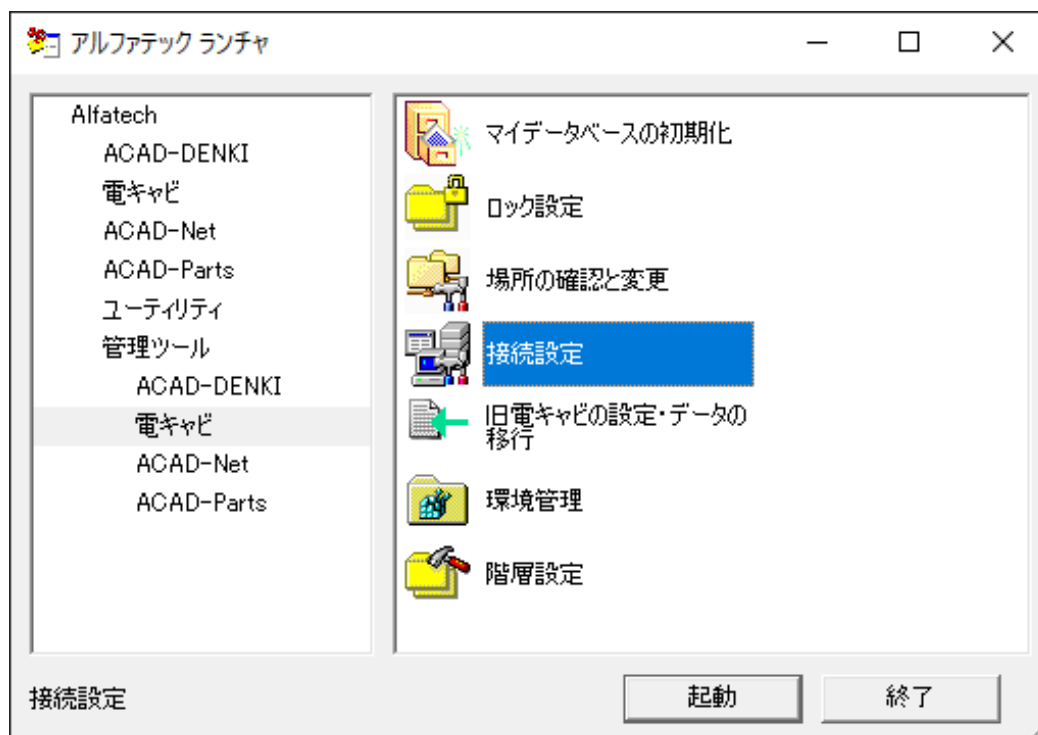 アルファテック ランチャ
Alfatech
ACAD-DENKI
電キャビ
ACAD-Net
ACAD-Parts
ユーティリティ
管理ツール
ACAD-DENKI
電キャビ
ACAD-Net
ACAD-Parts
マイデータベースの初期化
ロック設定
場所の確認と変更
接続設定
旧電キャビの設定・データの
移行
環境管理
階層設定
接続設定
起動
終了